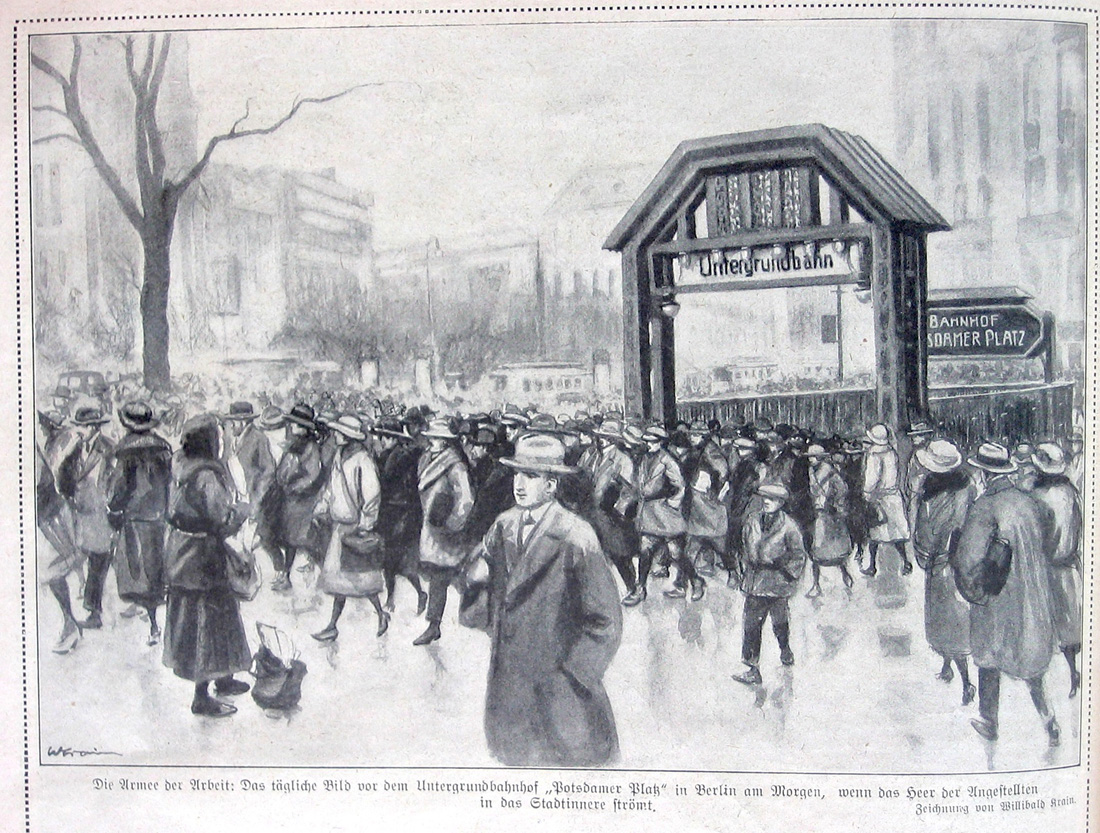 Untergrundbahn
BAHNHOF
SDAMER PLATZ
WKrain
Die Armee der Arbeit: Das tägliche Bild vor dem Untergrundbahnhof „Potsdamer Platz“ in Berlin am Morgen, wenn das Heer der Angestellten
in das Stadtinnere strömt.
Zeichnung von Willibald Krain.